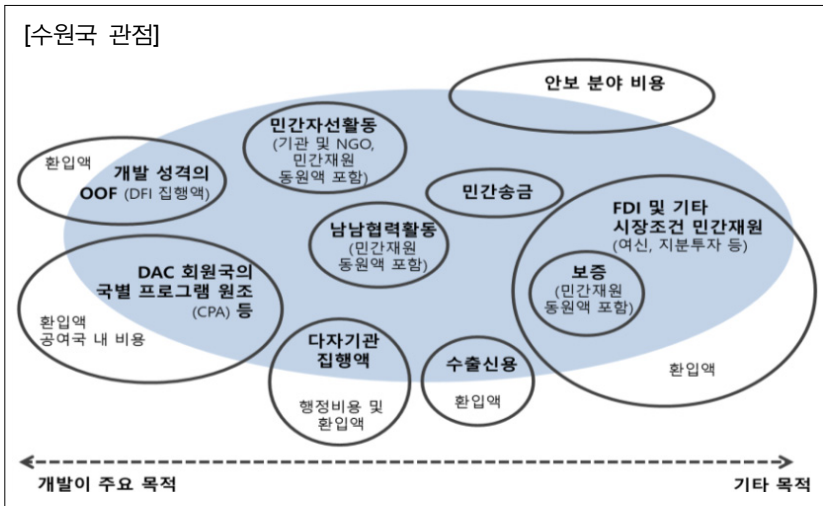 [수원국 관점]
안보 분야 비용
민간자선활동
(기관 및 NGO,
민간재원
동원액 포함)
환입액
개발 성격의
OOF (DFI 집행액)
민간송금
FDI 및 기타
시장조건 민간재원
(여신, 지분투자 등)
남남협력활동
(민간재원
동원액 포함)
보증
(민간재원
동원액 포함)
DAC 회원국의
국별 프로그램 원조
(CPA) 등
환입액
공여국 내 비용
다자기관
집행액
행정비용 및
환입액
수출신용
환입액
환입액
개발이 주요 목적
기타 목적